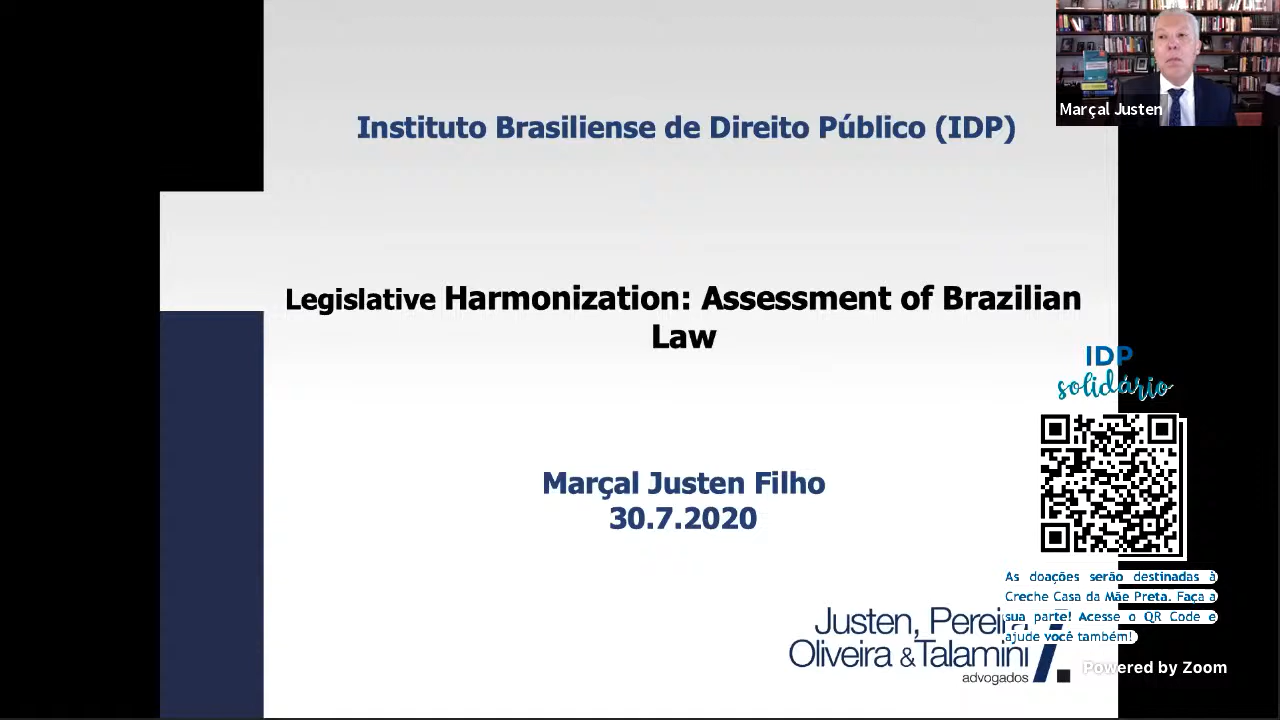 Marçal Justen
Instituto Brasiliense de Direito Público (IDP)
Legislative Harmonization: Assessment of Brazilian
Law
IDP
solidário
Marçal Justen Filho
30.7.2020
As doações serão destinadas à
Creche Casa da Mãe Preta. Faça a
sua parte! Acesse o QR Code e
ajude você também!
Justen, Pereira
Oliveira & Talamini
advogados
Powered by Zoom